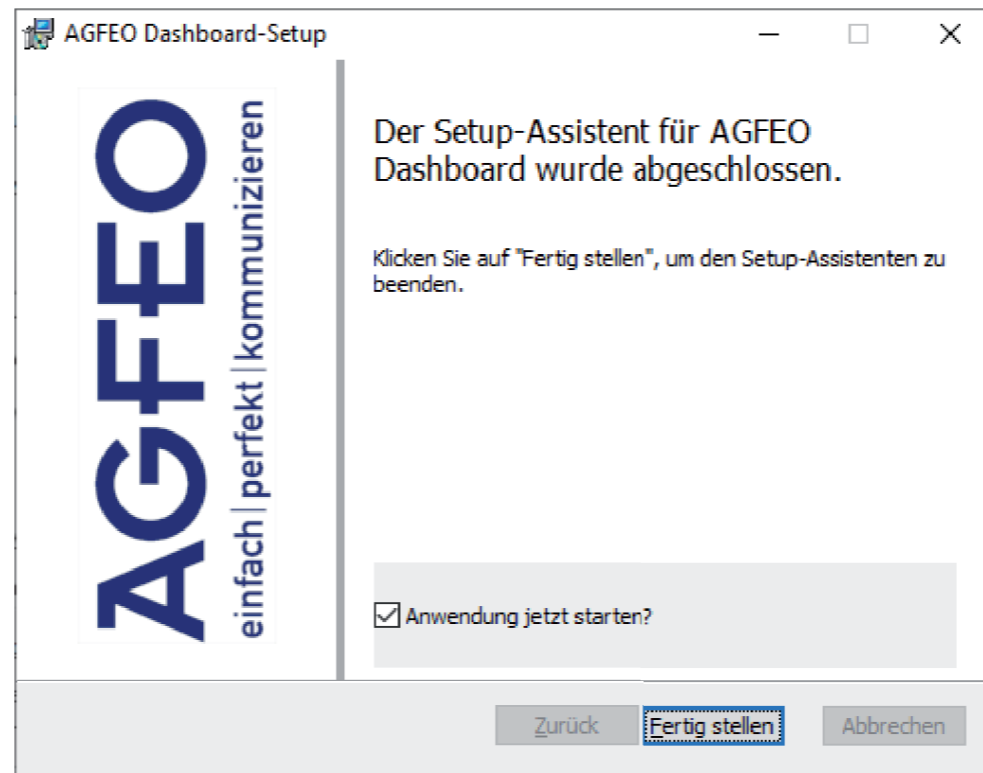 AGFEO Dashboard-Setup
AGFEO
einfach|perfekt|kommunizieren
Der Setup-Assistent für AGFEO
Dashboard wurde abgeschlossen.
Klicken Sie auf "Fertig stellen", um den Setup-Assistenten zu
beenden.
Anwendung jetzt starten?
Zurück
Fertig stellen
Abbrechen